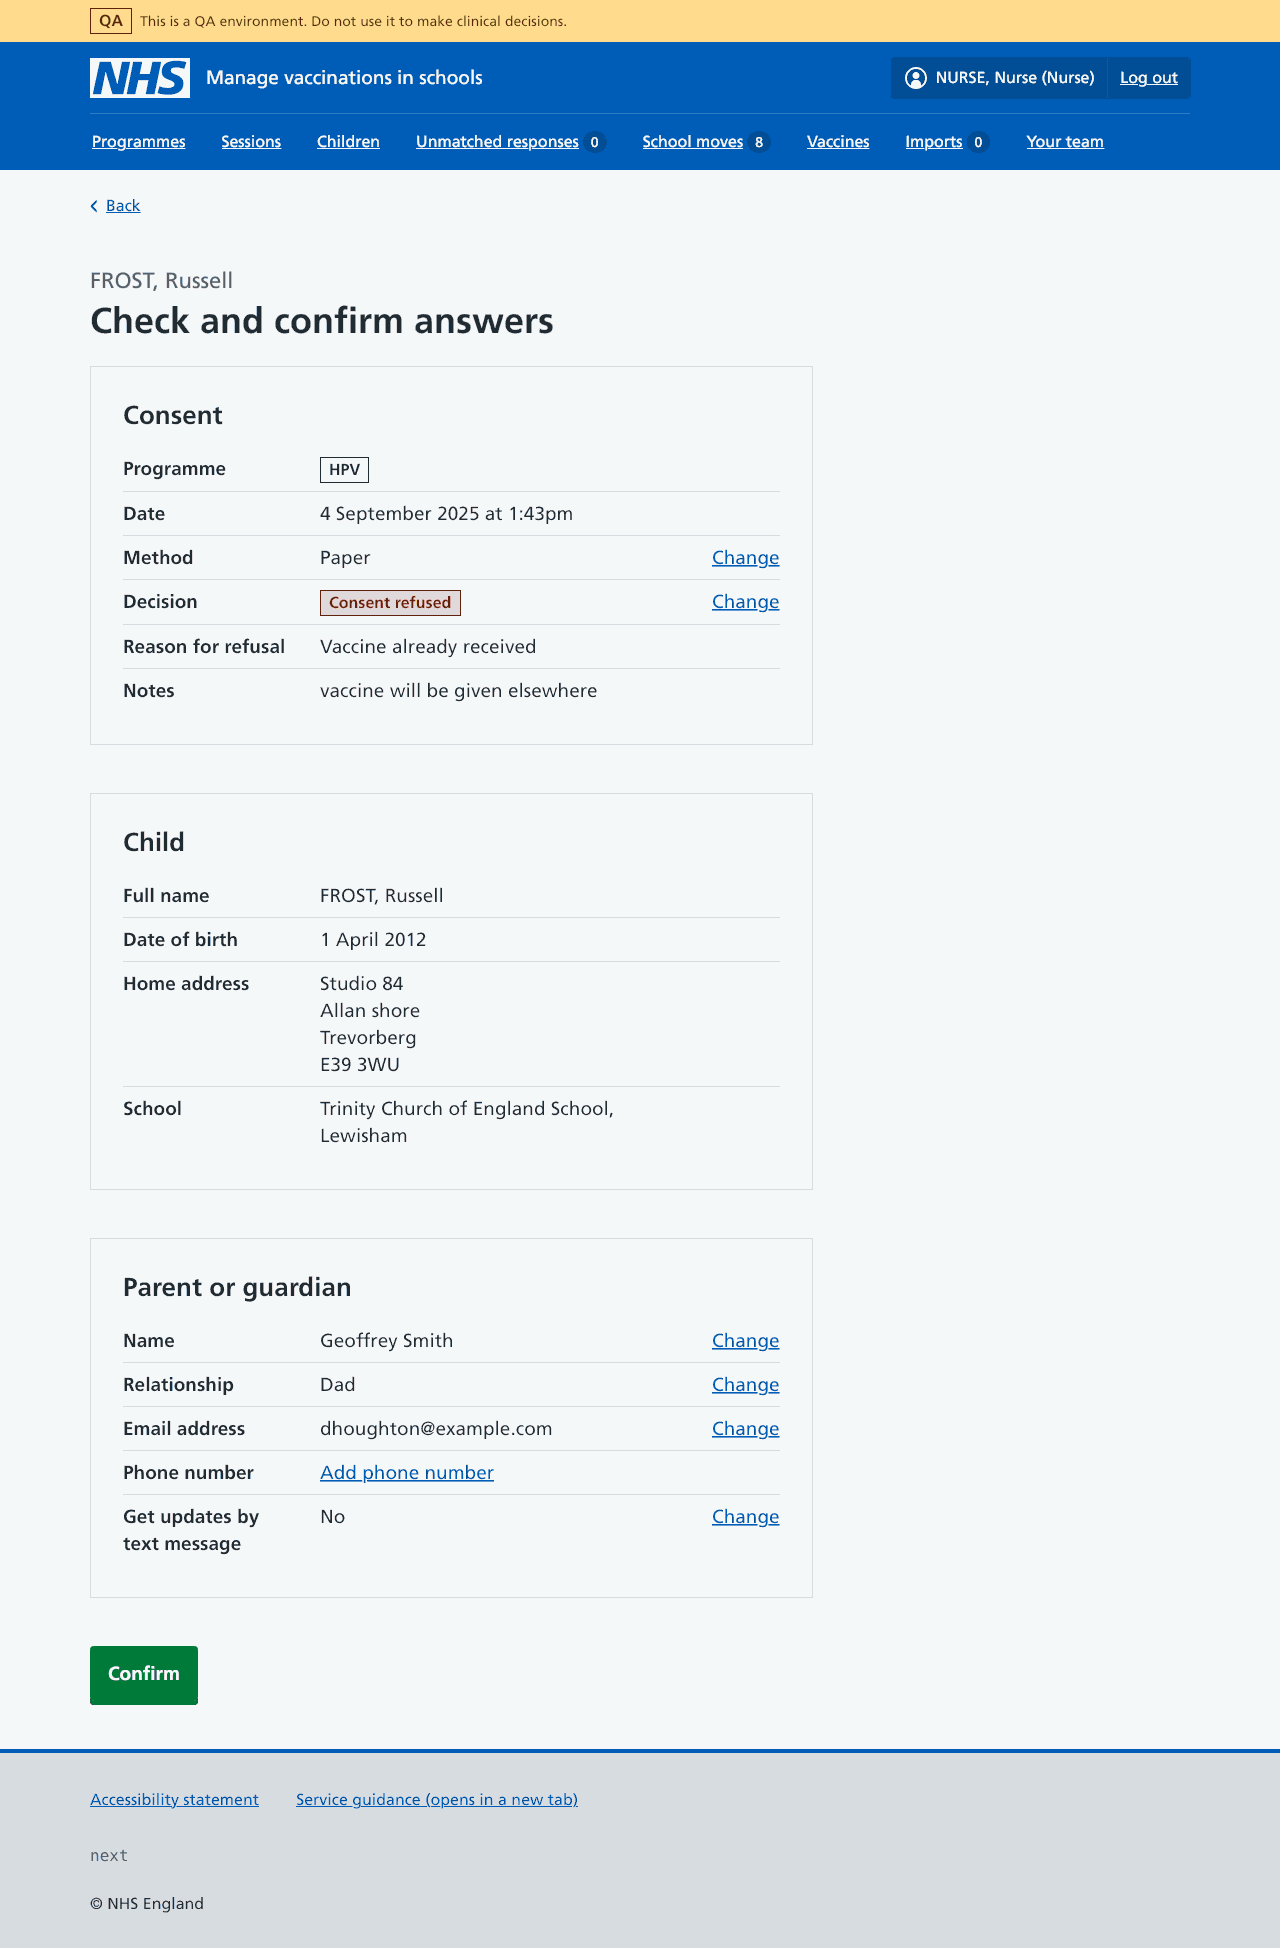 QA This is a QA environment. Do not use it to make clinical decisions.
NHS Manage vaccinations in schools NURSE, Nurse (Nurse) Log out
Programmes Sessions Children Unmatched responses 0 School moves 8 Vaccines Imports 0 Your team
Back
FROST, Russell
Check and confirm answers
Consent
Programme HPV
Date 4 September 2025 at 1:43pm
Method Paper Change
Decision Consent refused Change
Reason for refusal Vaccine already received
Notes vaccine will be given elsewhere
Child
Full name FROST, Russell
Date of birth 1 April 2012
Home address Studio 84
Allan shore
Trevorberg
E39 3WU
School Trinity Church of England School,
Lewisham
Parent or guardian
Name Geoffrey Smith Change
Relationship Dad Change
Email address dhoughton@example.com Change
Phone number Add phone number
Get updates by No Change
text message
Confirm
Accessibility statement Service guidance (opens in a new tab)
next
© NHS England